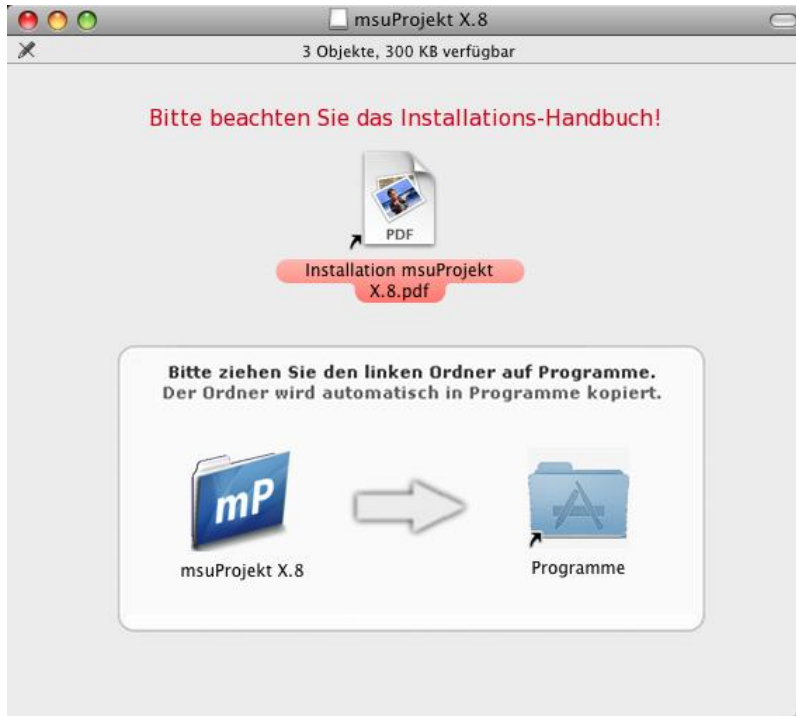 msuProjekt X.8
3 Objekte, 300 KB verfügbar
Bitte beachten Sie das Installations-Handbuch!
PDF
Installation msuProjekt
X.8.pdf
Bitte ziehen Sie den linken Ordner auf Programme.
Der Ordner wird automatisch in Programme kopiert.
mP
msuProjekt X.8
Programme